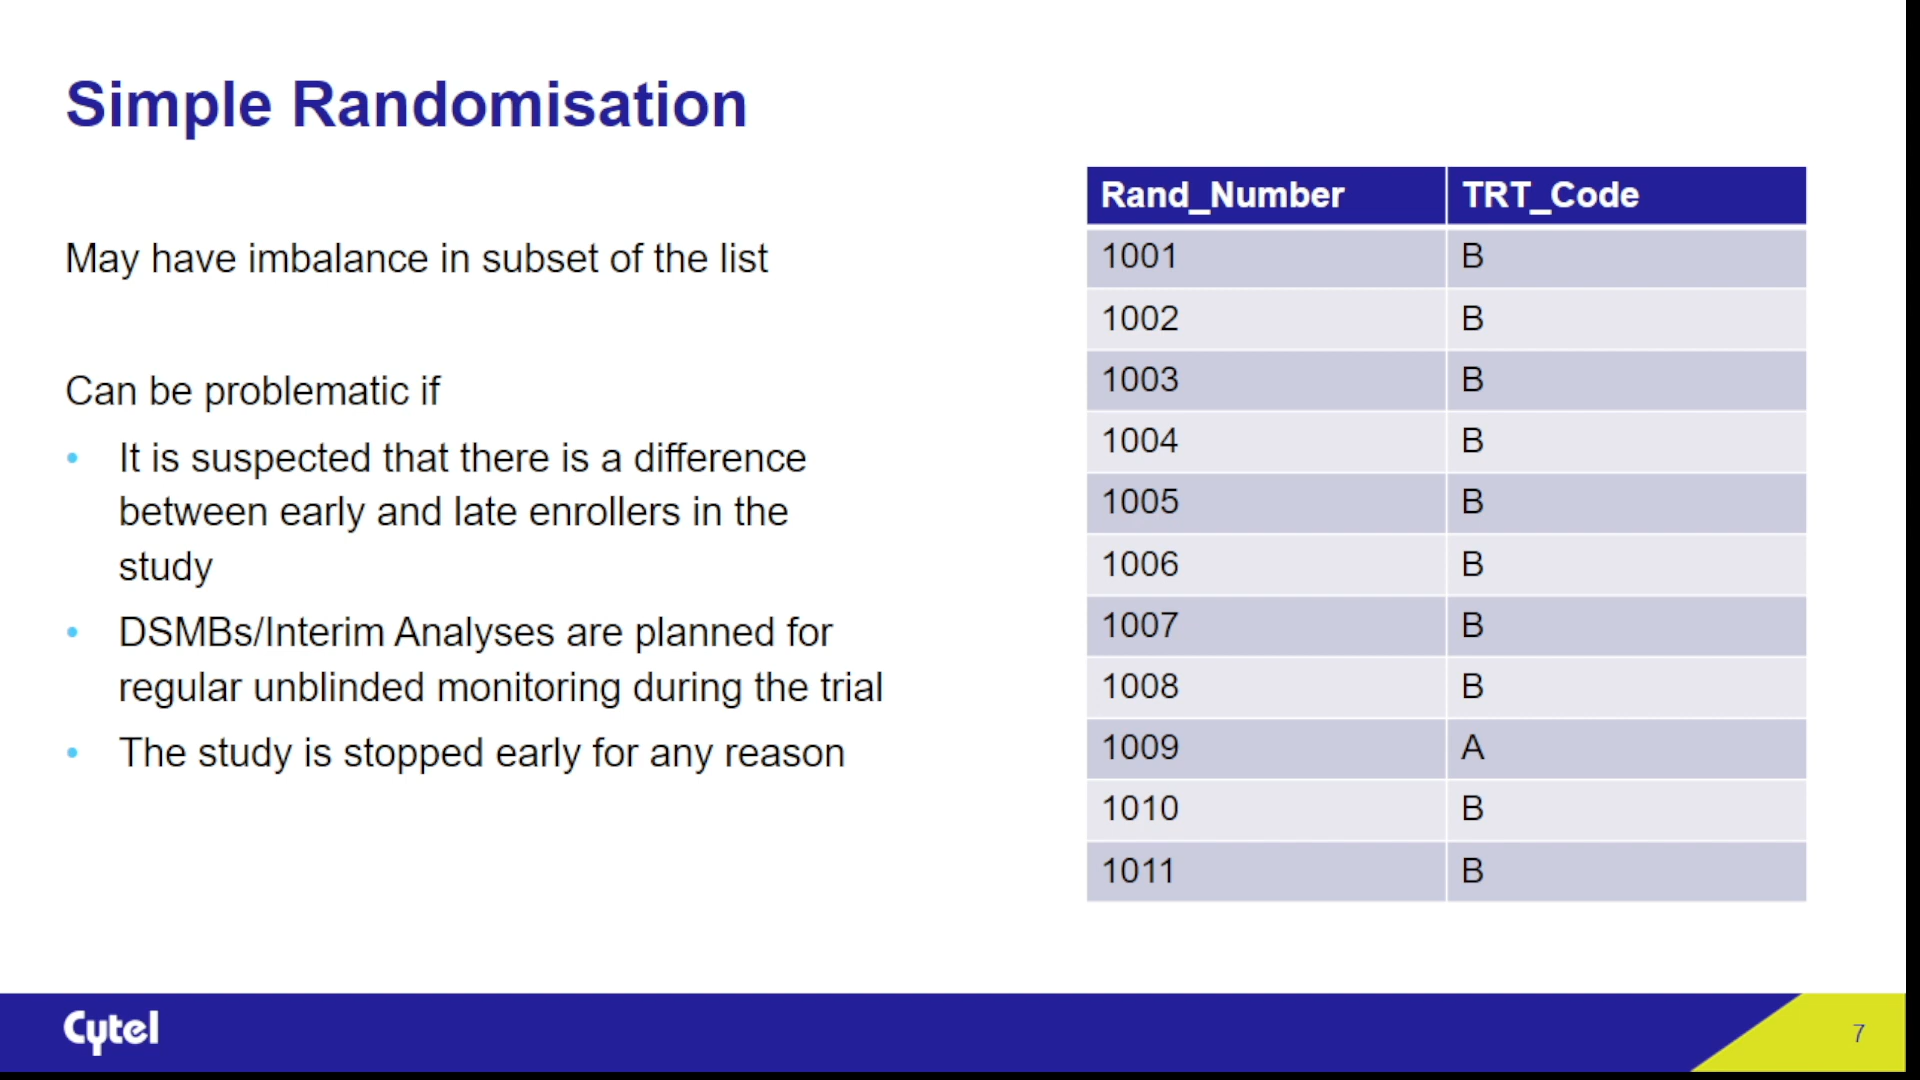 Simple Randomisation
May have imbalance in subset of the list
Can be problematic if
• It is suspected that there is a difference
between early and late enrollers in the
study
• DSMBs/Interim Analyses are planned for
regular unblinded monitoring during the trial
• The study is stopped early for any reason
Rand_Number TRT_Code
1001 B
1002 B
1003 B
1004 B
1005 B
1006 B
1007 B
1008 B
1009 A
1010 B
1011 B
Cytel
7